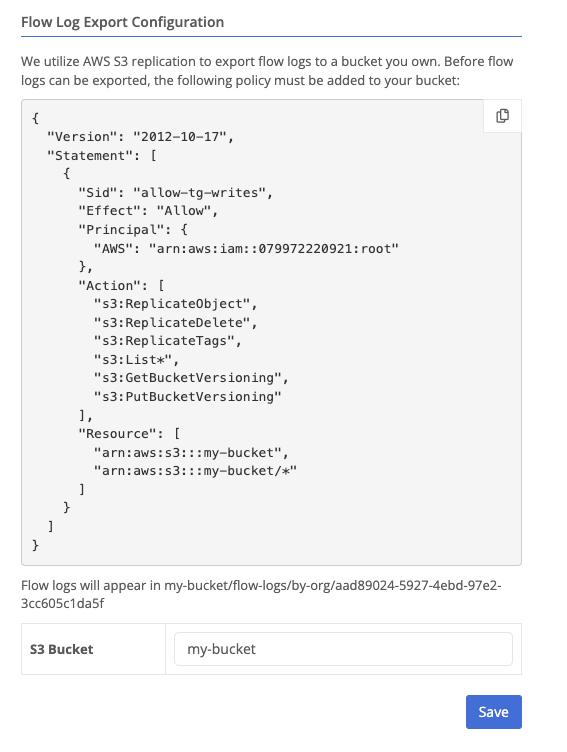 Flow Log Export Configuration
We utilize AWS S3 replication to export flow logs to a bucket you own. Before flow
logs can be exported, the following policy must be added to your bucket:
{
  "Version": "2012-10-17",
  "Statement": [
    {
      "Sid": "allow-tg-writes",
      "Effect": "Allow",
      "Principal": {
        "AWS": "arn:aws:iam::079972220921:root"
      },
      "Action": [
        "s3:ReplicateObject",
        "s3:ReplicateDelete",
        "s3:ReplicateTags",
        "s3:List*",
        "s3:GetBucketVersioning",
        "s3:PutBucketVersioning"
      ],
      "Resource": [
        "arn:aws:s3:::my-bucket",
        "arn:aws:s3:::my-bucket/*"
      ]
    }
  ]
}
Flow logs will appear in my-bucket/flow-logs/by-org/aad89024-5927-4ebd-97e2-
3cc605c1da5f
S3 Bucket
my-bucket
Save